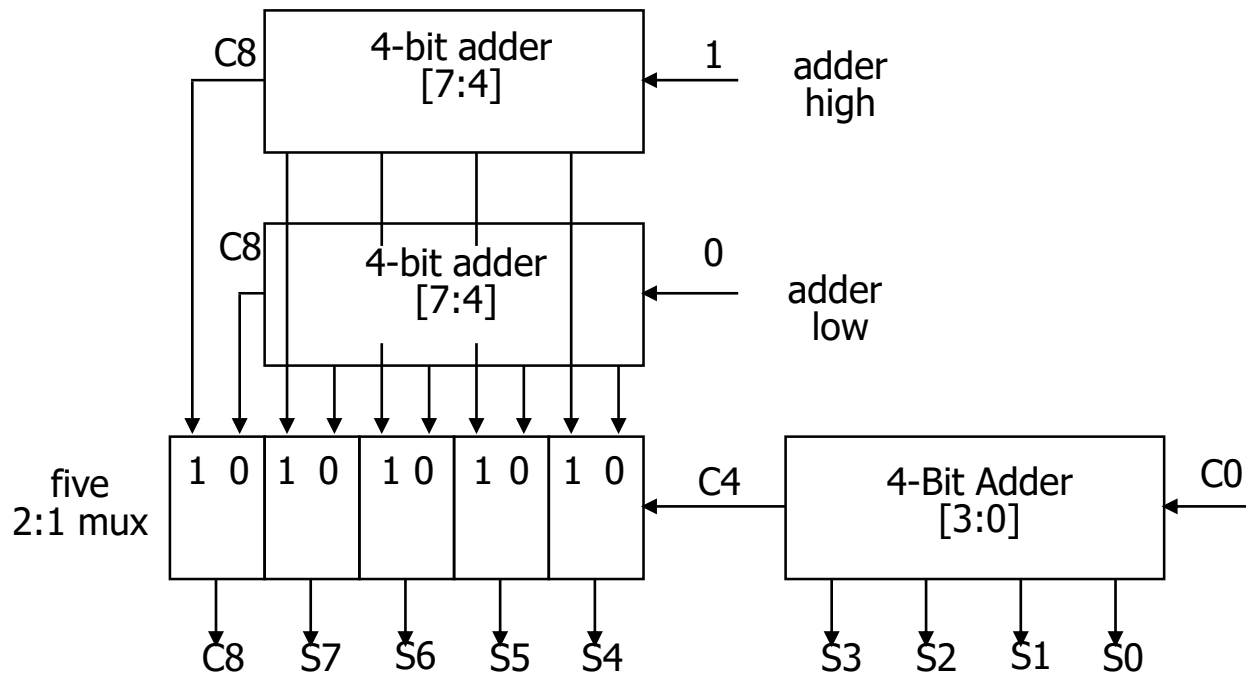 C8
4-bit adder
[7:4]
1
adder
high
C8
4-bit adder
[7:4]
0
adder
low
five
2:1 mux
1 0 1 0 1 0 1 0 1 0
C4
4-Bit Adder
[3:0]
C0
C8 S7 S6 S5 S4 S3 S2 S1 S0